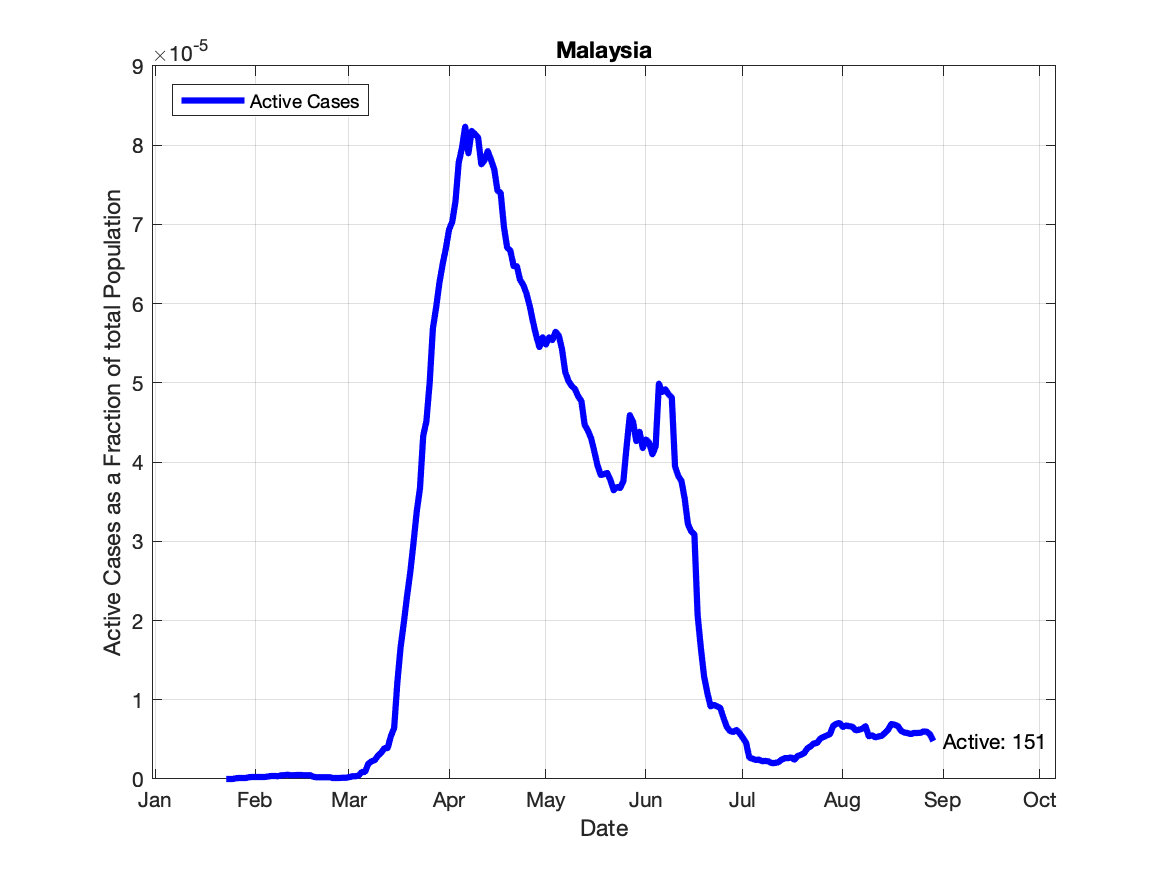 Malaysia
×10-5
Active Cases
9
8
7
6
5
4
3
2
1
0
Active Cases as a Fraction of total Population
Active: 151
Jan Feb Mar Apr May Jun Jul Aug Sep Oct
Date